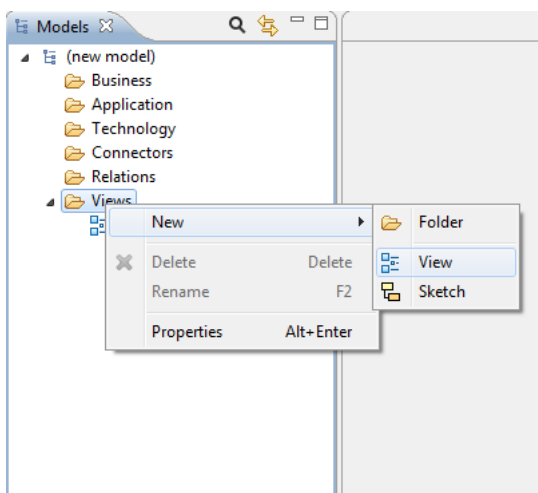 Models
(new model)
Business
Application
Technology
Connectors
Relations
Views
New
Delete Delete
Rename F2
Properties Alt+Enter
Folder
View
Sketch